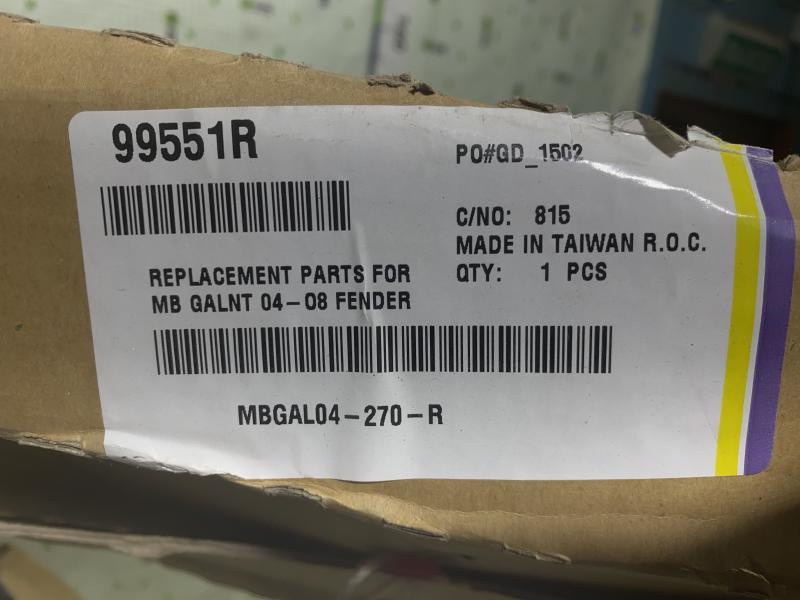 99551R
PO#GD_1502
C/NO: 815
MADE IN TAIWAN R.O.C.
QTY: 1 PCS
REPLACEMENT PARTS FOR
MB GALNT 04-08 FENDER
MBGAL04-270-R